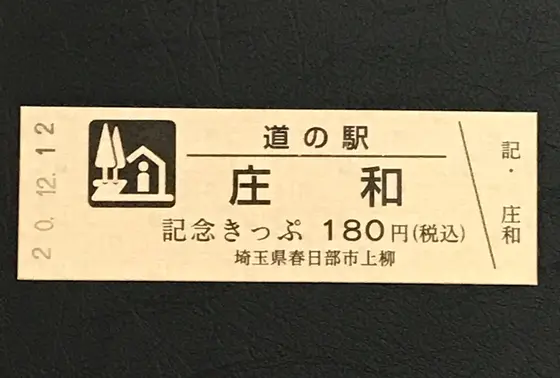 20.12.12
道の駅
庄和
記念きっぷ 180円(税込)
埼玉県春日部市上柳
記・庄和